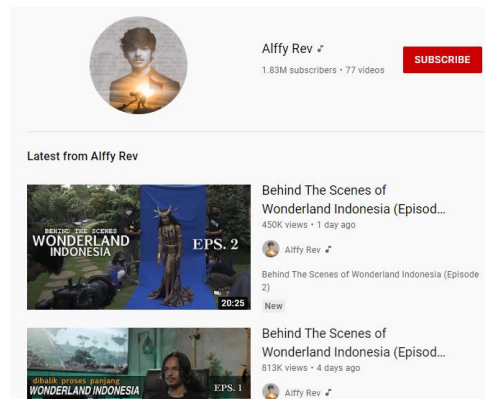 Alffy Rev ♪
1.83M subscribers • 77 videos
SUBSCRIBE
Latest from Alffy Rev
BEHIND THE SCENES
WONDERLAND
INDONESIA
EPS. 2
20:25
Behind The Scenes of
Wonderland Indonesia (Episod...
450K views • 1 day ago
Alffy Rev ♪
Behind The Scenes of Wonderland Indonesia (Episode
2)
New
dibalik proses panjang
WONDERLAND INDONESIA
EPS. 1
Behind The Scenes of
Wonderland Indonesia (Episod...
813K views • 4 days ago
Alffy Rev ♪